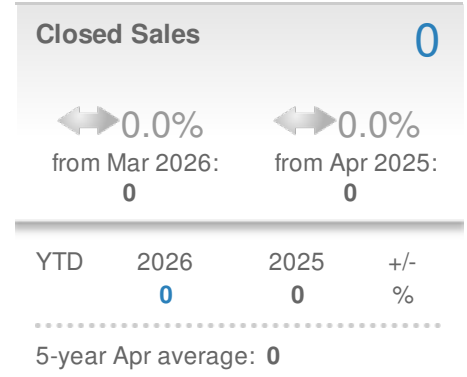 Closed Sales 0
0.0% 0.0%
from Mar 2026: from Apr 2025:
0 0
YTD 2026 2025 +/-
0 0 %
5-year Apr average: 0